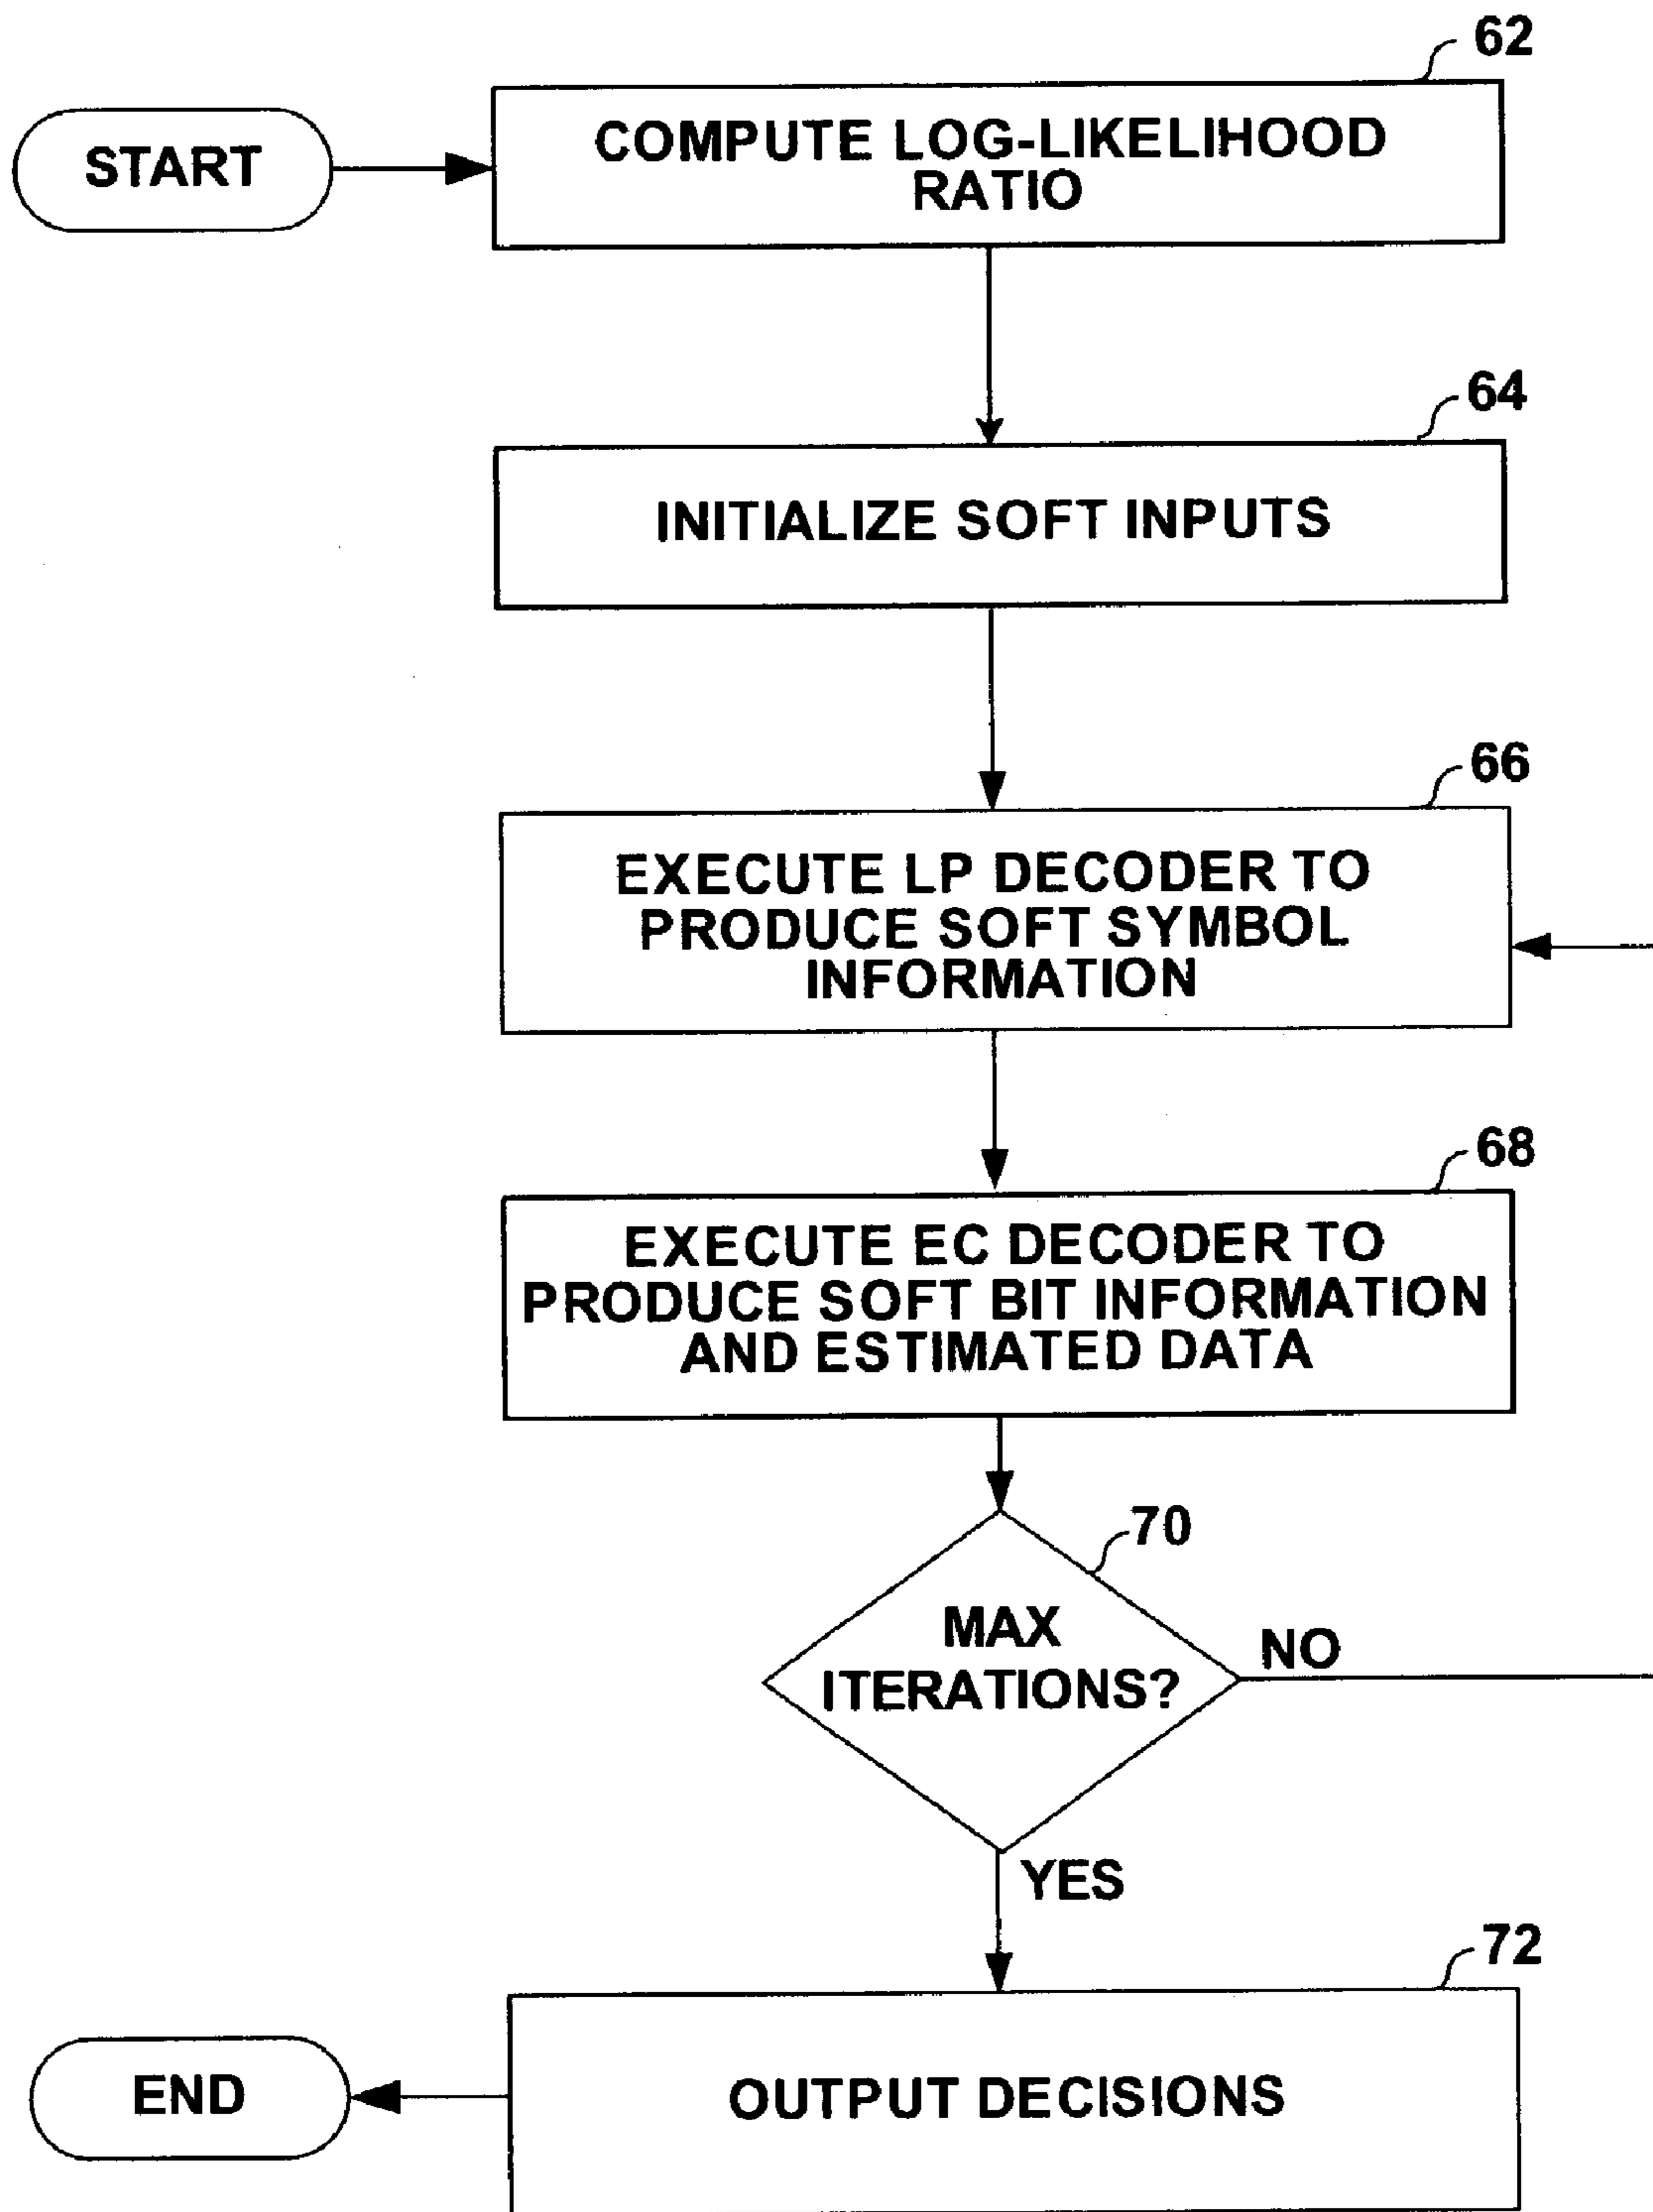 62
START
COMPUTE LOG-LIKELIHOOD
RATIO
64
INITIALIZE SOFT INPUTS
66
EXECUTE LP DECODER TO
PRODUCE SOFT SYMBOL
INFORMATION
68
EXECUTE EC DECODER TO
PRODUCE SOFT BIT INFORMATION
AND ESTIMATED DATA
70
MAX
ITERATIONS?
NO
YES
72
END
OUTPUT DECISIONS